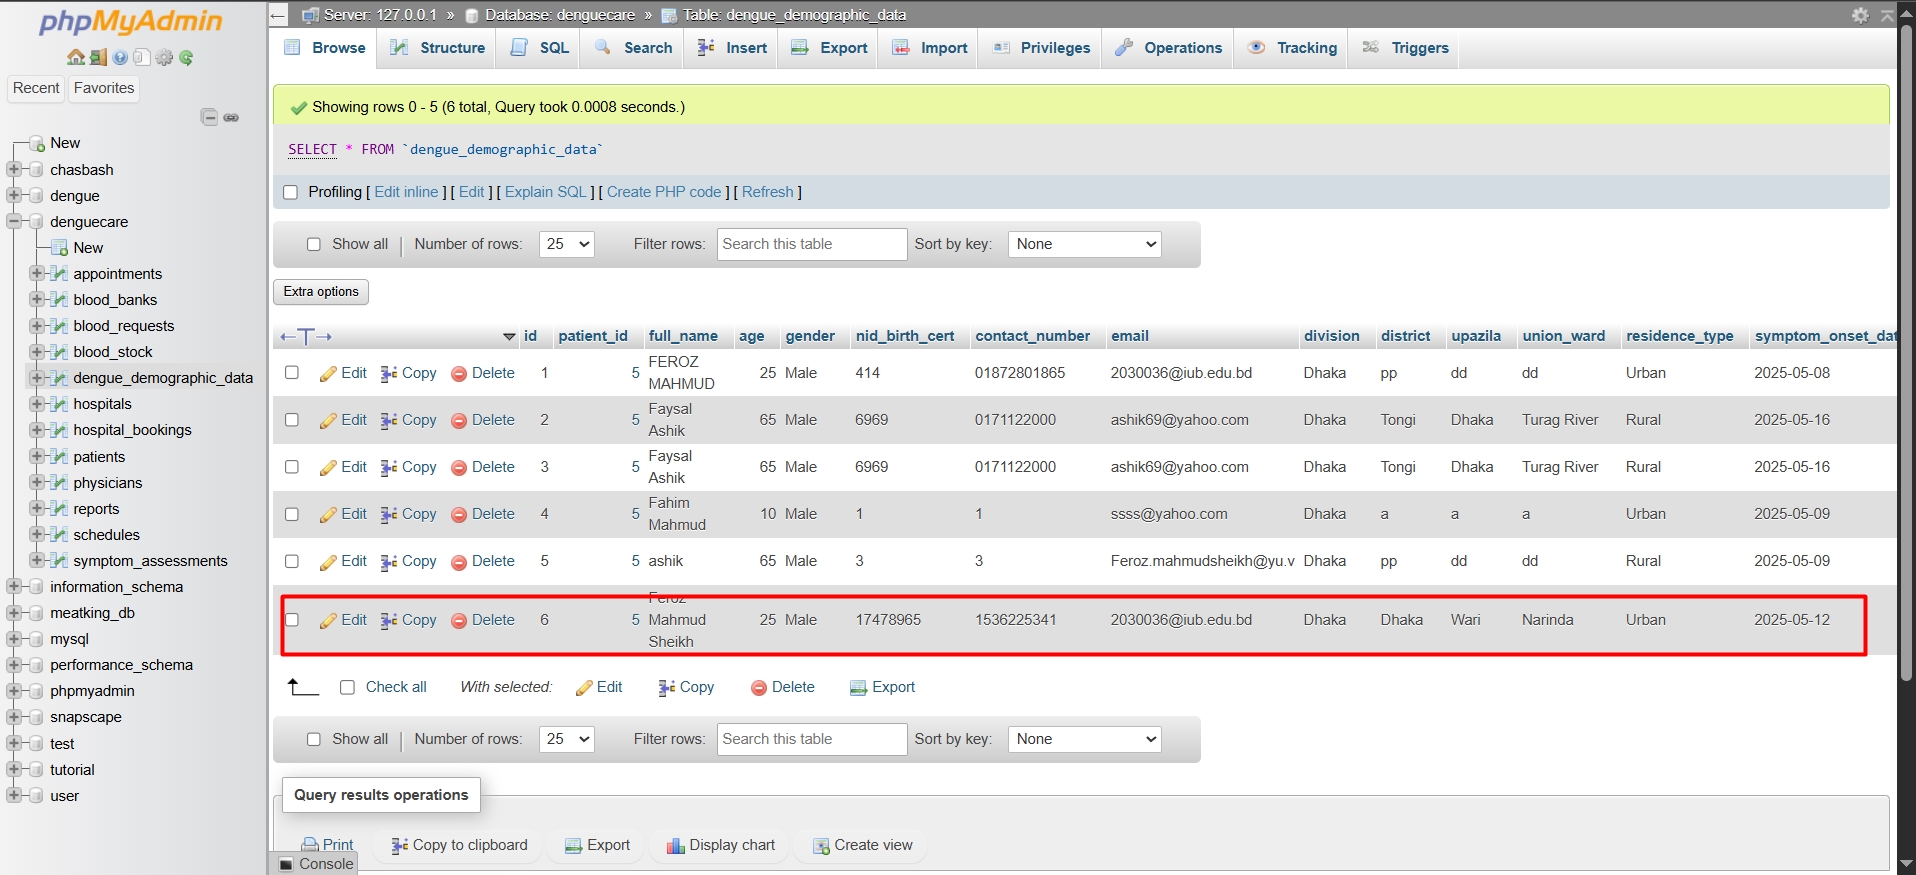 phpMyAdmin
Recent Favorites
New
chasbash
dengue
denguecare
New
appointments
blood_banks
blood_requests
blood_stock
dengue_demographic_data
hospitals
hospital_bookings
patients
physicians
reports
schedules
symptom_assessments
information_schema
meatking_db
mysql
performance_schema
phpmyadmin
snapscape
test
tutorial
user
Server: 127.0.0.1 » Database: denguecare » Table: dengue_demographic_data
Browse Structure SQL Search Insert Export Import Privileges Operations Tracking Triggers
Showing rows 0 - 5 (6 total, Query took 0.0008 seconds.)
SELECT * FROM `dengue_demographic_data`
Profiling [ Edit inline ] [ Edit ] [ Explain SQL ] [ Create PHP code ] [ Refresh ]
Show all | Number of rows: 25 Filter rows: Search this table Sort by key: None
Extra options
←T→ id patient_id full_name age gender nid_birth_cert contact_number email division district upazila union_ward residence_type symptom_onset_dat
Edit Copy Delete 1 5 FEROZ MAHMUD 25 Male 414 01872801865 2030036@iub.edu.bd Dhaka pp dd dd Urban 2025-05-08
Edit Copy Delete 2 5 Faysal Ashik 65 Male 6969 0171122000 ashik69@yahoo.com Dhaka Tongi Dhaka Turag River Rural 2025-05-16
Edit Copy Delete 3 5 Faysal Ashik 65 Male 6969 0171122000 ashik69@yahoo.com Dhaka Tongi Dhaka Turag River Rural 2025-05-16
Edit Copy Delete 4 5 Fahim Mahmud 10 Male 1 1 ssss@yahoo.com Dhaka a a a Urban 2025-05-09
Edit Copy Delete 5 5 ashik 65 Male 3 3 Feroz.mahmudsheikh@yu.v Dhaka pp dd dd Rural 2025-05-09
Edit Copy Delete 6 5 Feroz Mahmud Sheikh 25 Male 17478965 1536225341 2030036@iub.edu.bd Dhaka Dhaka Wari Narinda Urban 2025-05-12
Check all With selected: Edit Copy Delete Export
Show all | Number of rows: 25 Filter rows: Search this table Sort by key: None
Query results operations
Print Copy to clipboard Export Display chart Create view
Console